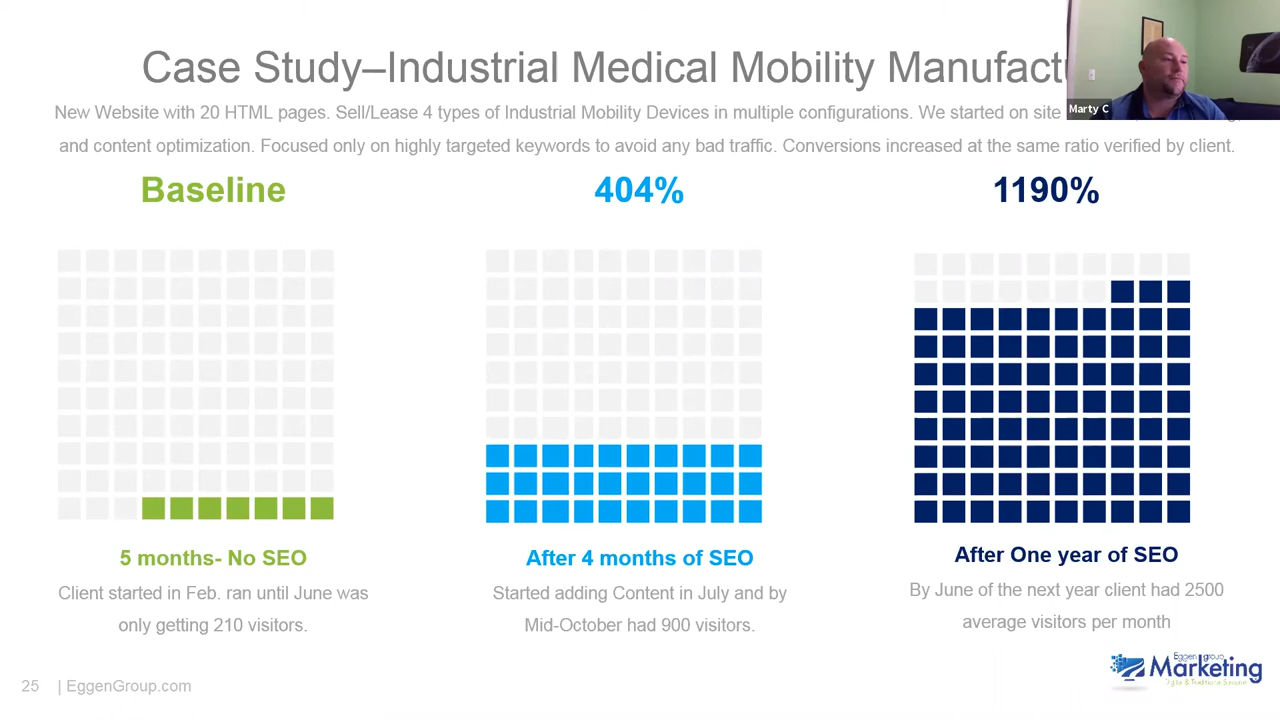 Case Study–Industrial Medical Mobility Manufact
New Website with 20 HTML pages. Sell/Lease 4 types of Industrial Mobility Devices in multiple configurations. We started on site
and content optimization. Focused only on highly targeted keywords to avoid any bad traffic. Conversions increased at the same ratio verified by client.
Marty C
Baseline
404%
1190%
5 months- No SEO
Client started in Feb. ran until June was
only getting 210 visitors.
After 4 months of SEO
Started adding Content in July and by
Mid-October had 900 visitors.
After One year of SEO
By June of the next year client had 2500
average visitors per month
25 | EggenGroup.com
Eggen group
Marketing